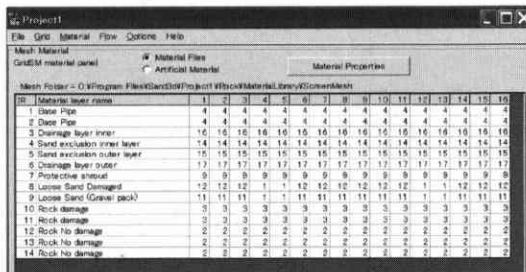 Project1
File Grid Material Flow Options Help
Mesh Material
GridSM material panel
Material Files
Artificial Material
Material Properties
Mesh Folder = C:¥Program Files¥Sand3d¥Project1¥Rock¥MaterialLibrary¥ScreenMesh
IR Material layer name 1 2 3 4 5 6 7 8 9 10 11 12 13 14 15 16
1 Base Pipe 4 4 4 4 4 4 4 4 4 4 4 4 4 4 4 4
2 Base Pipe 4 4 4 4 4 4 4 4 4 4 4 4 4 4 4 4
3 Drainage layer inner 16 16 16 16 16 16 16 16 16 16 16 16 16 16 16 16
4 Sand exclusion inner layer 14 14 14 14 14 14 14 14 14 14 14 14 14 14 14 14
5 Sand exclusion outer layer 15 15 15 15 15 15 15 15 15 15 15 15 15 15 15 15
6 Drainage layer outer 17 17 17 17 17 17 17 17 17 17 17 17 17 17 17 17
7 Protective shroud 9 9 9 9 9 9 9 9 9 9 9 9 9 9 9 9
8 Loose Sand Damaged 12 12 12 1 1 12 12 12 12 12 12 1 1 12 12 12
9 Loose Sand (Gravel pack) 11 11 11 1 1 11 11 11 11 11 11 1 1 11 11 11
10 Rock damage 3 3 3 3 3 3 3 3 3 3 3 3 3 3 3 3
11 Rock damage 3 3 3 3 3 3 3 3 3 3 3 3 3 3 3 3
12 Rock No damage 2 2 2 2 2 2 2 2 2 2 2 2 2 2 2 2
13 Rock No damage 2 2 2 2 2 2 2 2 2 2 2 2 2 2 2 2
14 Rock No damage 2 2 2 2 2 2 2 2 2 2 2 2 2 2 2 2